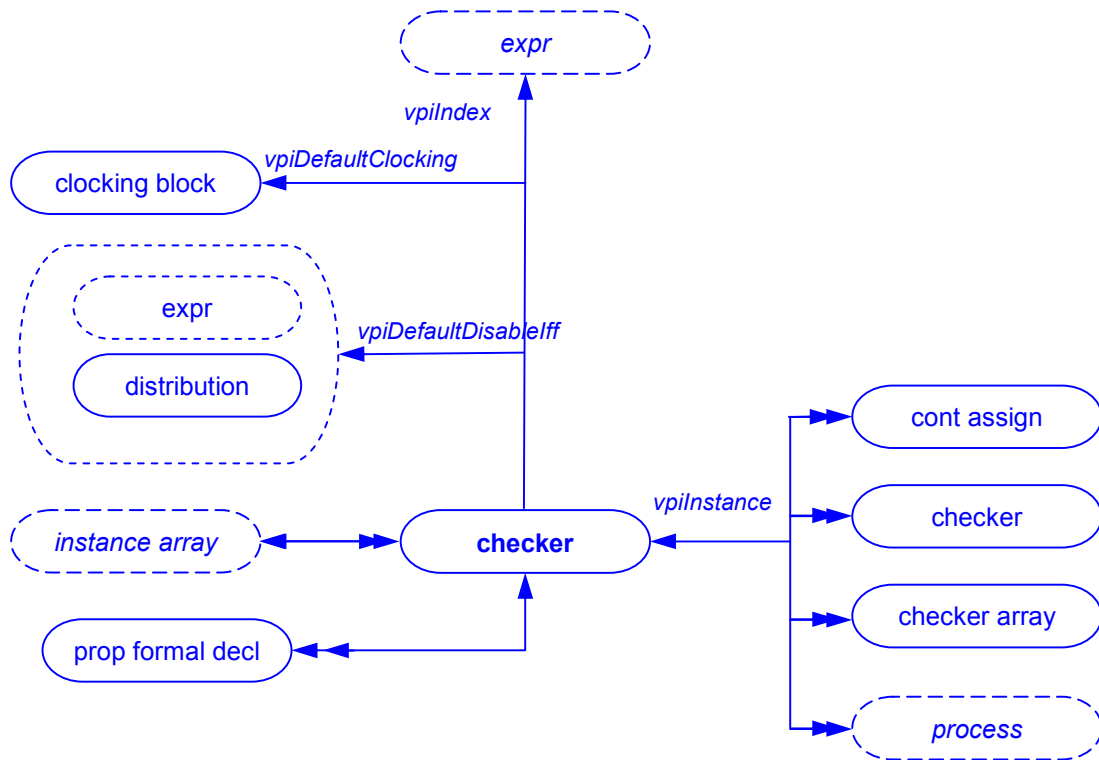 expr
vpiIndex
vpiDefaultClocking
clocking block
expr
vpiDefaultDisableIff
distribution
cont assign
vpiInstance
checker
instance array
checker
checker array
prop formal decl
process